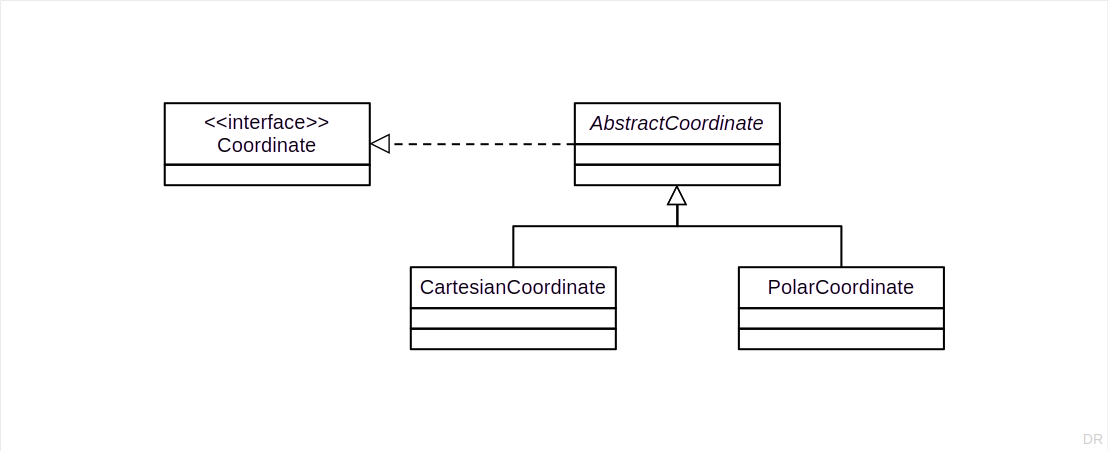 <<interface>>
Coordinate
AbstractCoordinate
CartesianCoordinate
PolarCoordinate
DR